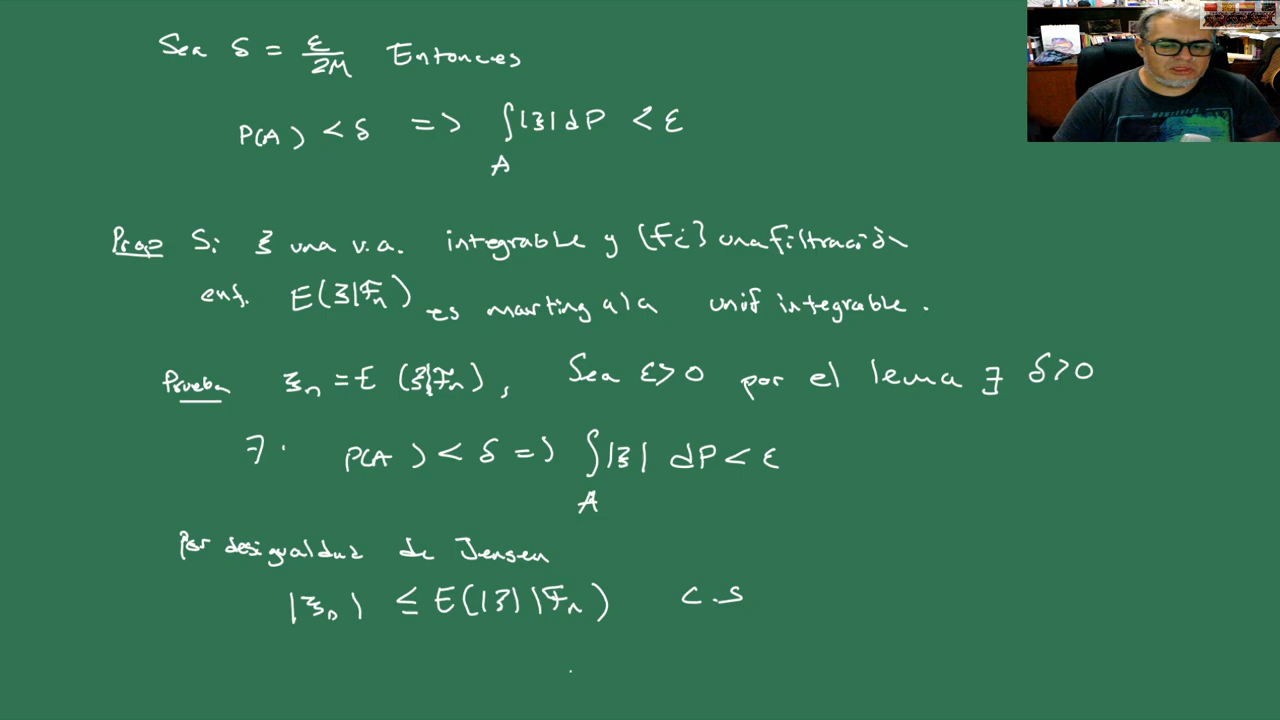 Sea δ = ε/2M Entonces
P(A) < δ => ∫_A |ξ| dP < ε
Prop Si ξ una v.a. integrable y {Fi} una filtración
ent. E(ξ|Fn) es martingala unif integrable.
Prueba ξn = E(ξ|Fn), Sea ε>0 por el lema ∃ δ>0
P(A) < δ => ∫_A |ξ| dP < ε
Por desigualdad de Jensen
|ξn| ≤ E(|ξ| |Fn) c.s